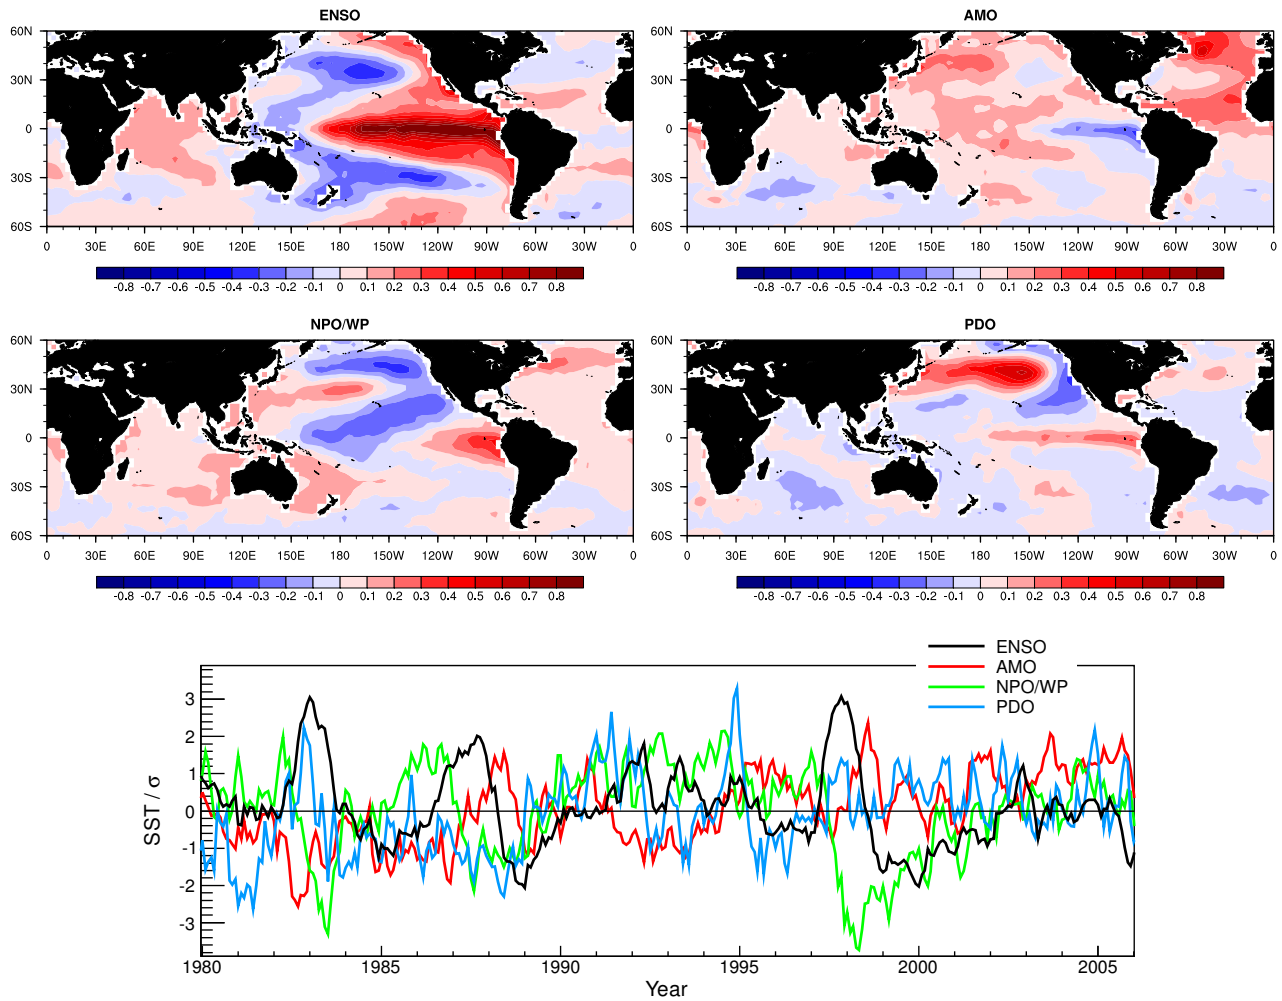 ENSO
AMO
60N
30N
0
30S
60S
0 30E 60E 90E 120E 150E 180 150W 120W 90W 60W 30W 0
-0.8 -0.7 -0.6 -0.5 -0.4 -0.3 -0.2 -0.1 0 0.1 0.2 0.3 0.4 0.5 0.6 0.7 0.8
60N
30N
0
30S
60S
0 30E 60E 90E 120E 150E 180 150W 120W 90W 60W 30W 0
-0.8 -0.7 -0.6 -0.5 -0.4 -0.3 -0.2 -0.1 0 0.1 0.2 0.3 0.4 0.5 0.6 0.7 0.8
NPO/WP
PDO
60N
30N
0
30S
60S
0 30E 60E 90E 120E 150E 180 150W 120W 90W 60W 30W 0
-0.8 -0.7 -0.6 -0.5 -0.4 -0.3 -0.2 -0.1 0 0.1 0.2 0.3 0.4 0.5 0.6 0.7 0.8
60N
30N
0
30S
60S
0 30E 60E 90E 120E 150E 180 150W 120W 90W 60W 30W 0
-0.8 -0.7 -0.6 -0.5 -0.4 -0.3 -0.2 -0.1 0 0.1 0.2 0.3 0.4 0.5 0.6 0.7 0.8
ENSO
AMO
NPO/WP
PDO
SST / σ
3
2
1
0
-1
-2
-3
1980 1985 1990 1995 2000 2005
Year